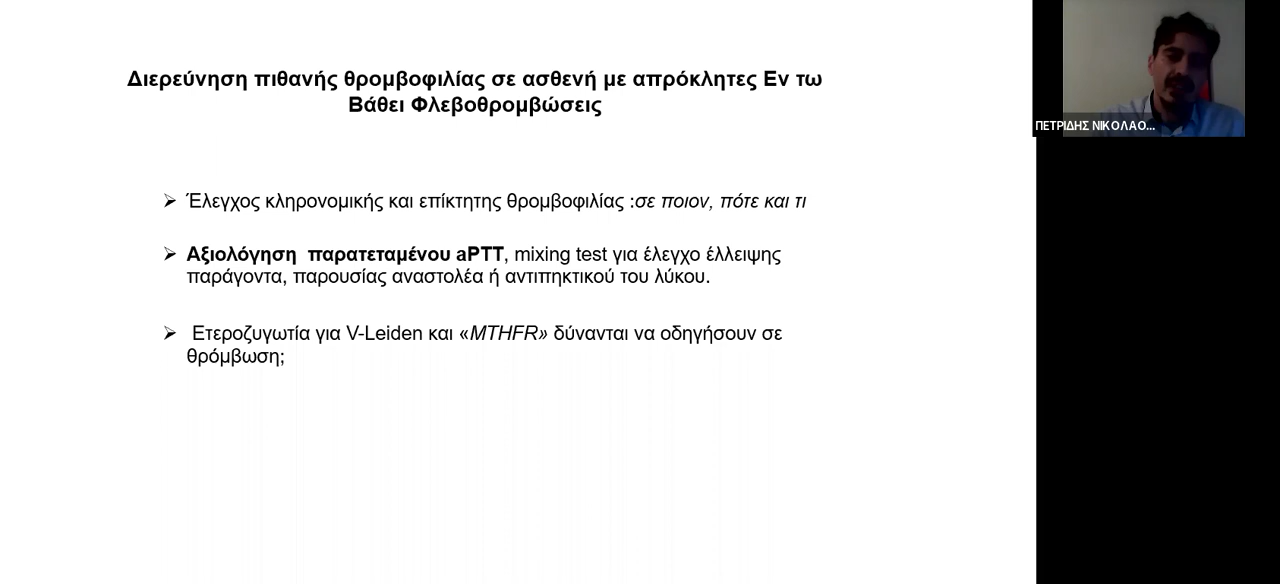 Διερεύνηση πιθανής θρομβοφιλίας σε ασθενή με απρόκλητες Εν τω
Βάθει Φλεβοθρομβώσεις
➢ Έλεγχος κληρονομικής και επίκτητης θρομβοφιλίας :σε ποιον, πότε και τι
➢ Αξιολόγηση παρατεταμένου aPTT, mixing test για έλεγχο έλλειψης
παράγοντα, παρουσίας αναστολέα ή αντιπηκτικού του λύκου.
➢ Ετεροζυγωτία για V-Leiden και «MTHFR» δύνανται να οδηγήσουν σε
θρόμβωση;
ΠΕΤΡΙΔΗΣ ΝΙΚΟΛΑΟ...